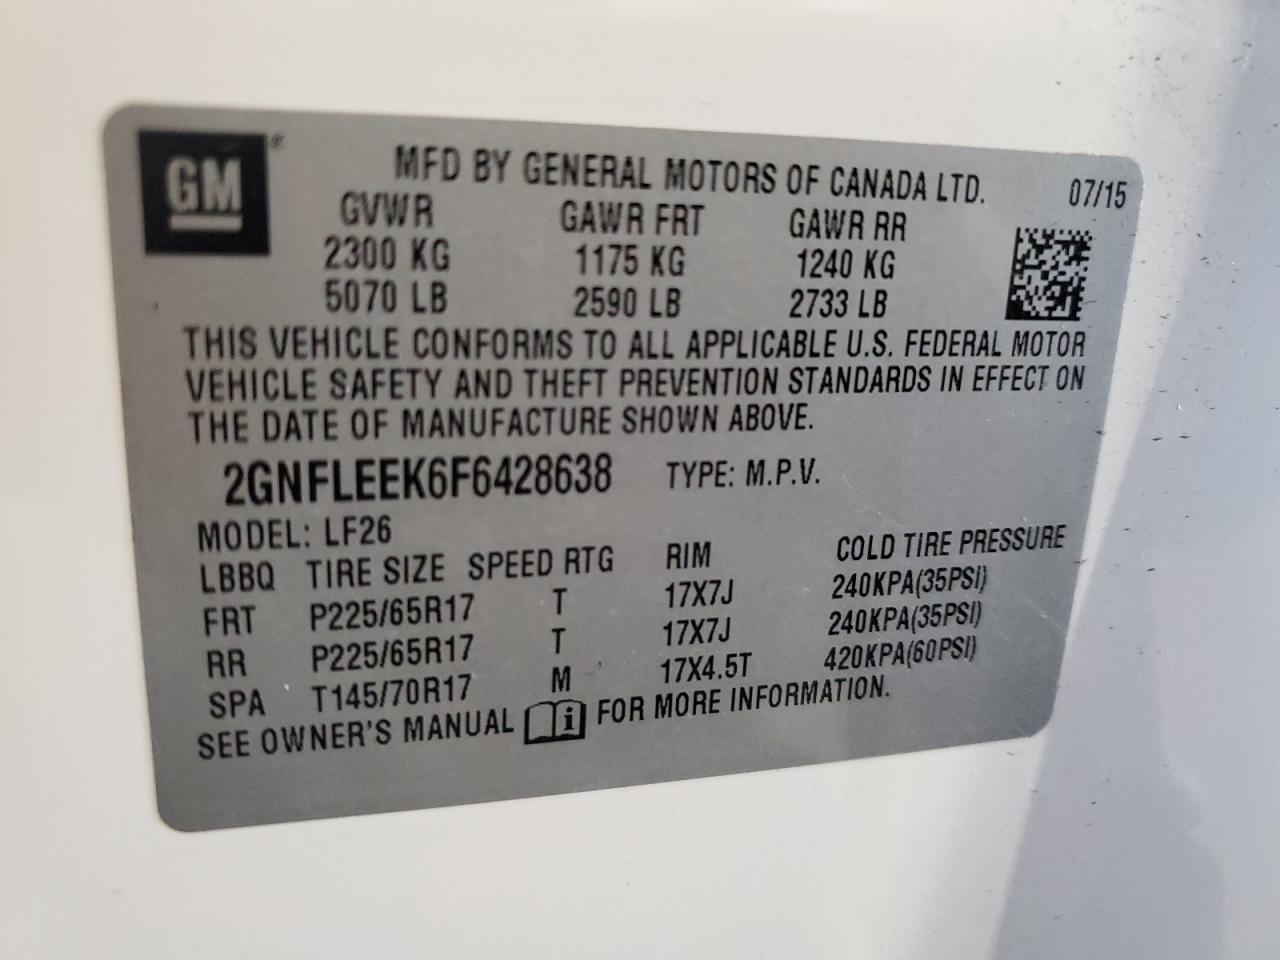 GM ®
MFD BY GENERAL MOTORS OF CANADA LTD. 07/15
GVWR GAWR FRT GAWR RR
2300 KG 1175 KG 1240 KG
5070 LB 2590 LB 2733 LB
THIS VEHICLE CONFORMS TO ALL APPLICABLE U.S. FEDERAL MOTOR
VEHICLE SAFETY AND THEFT PREVENTION STANDARDS IN EFFECT ON
THE DATE OF MANUFACTURE SHOWN ABOVE.
2GNFLEEK6F6428638 TYPE: M.P.V.
MODEL: LF26
LBBQ TIRE SIZE SPEED RTG RIM COLD TIRE PRESSURE
FRT P225/65R17 T 17X7J 240KPA(35PSI)
RR P225/65R17 T 17X7J 240KPA(35PSI)
SPA T145/70R17 M 17X4.5T 420KPA(60PSI)
SEE OWNER'S MANUAL i FOR MORE INFORMATION.